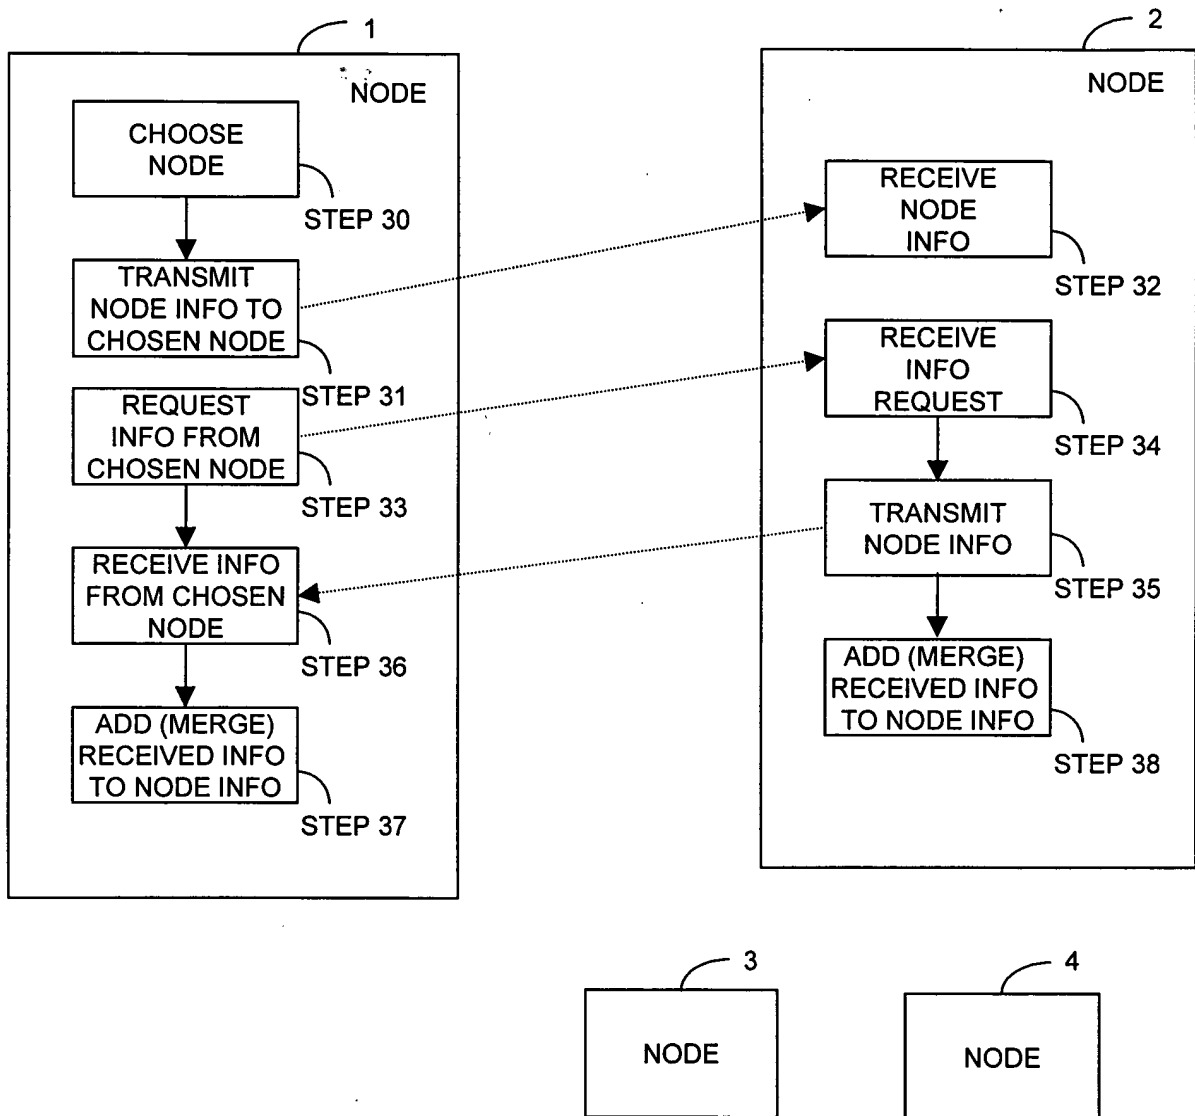 1
NODE
CHOOSE
NODE
STEP 30
TRANSMIT
NODE INFO TO
CHOSEN NODE
STEP 31
REQUEST
INFO FROM
CHOSEN NODE
STEP 33
RECEIVE INFO
FROM CHOSEN
NODE
STEP 36
ADD (MERGE)
RECEIVED INFO
TO NODE INFO
STEP 37
2
NODE
RECEIVE
NODE
INFO
STEP 32
RECEIVE
INFO
REQUEST
STEP 34
TRANSMIT
NODE INFO
STEP 35
ADD (MERGE)
RECEIVED INFO
TO NODE INFO
STEP 38
3
NODE
4
NODE